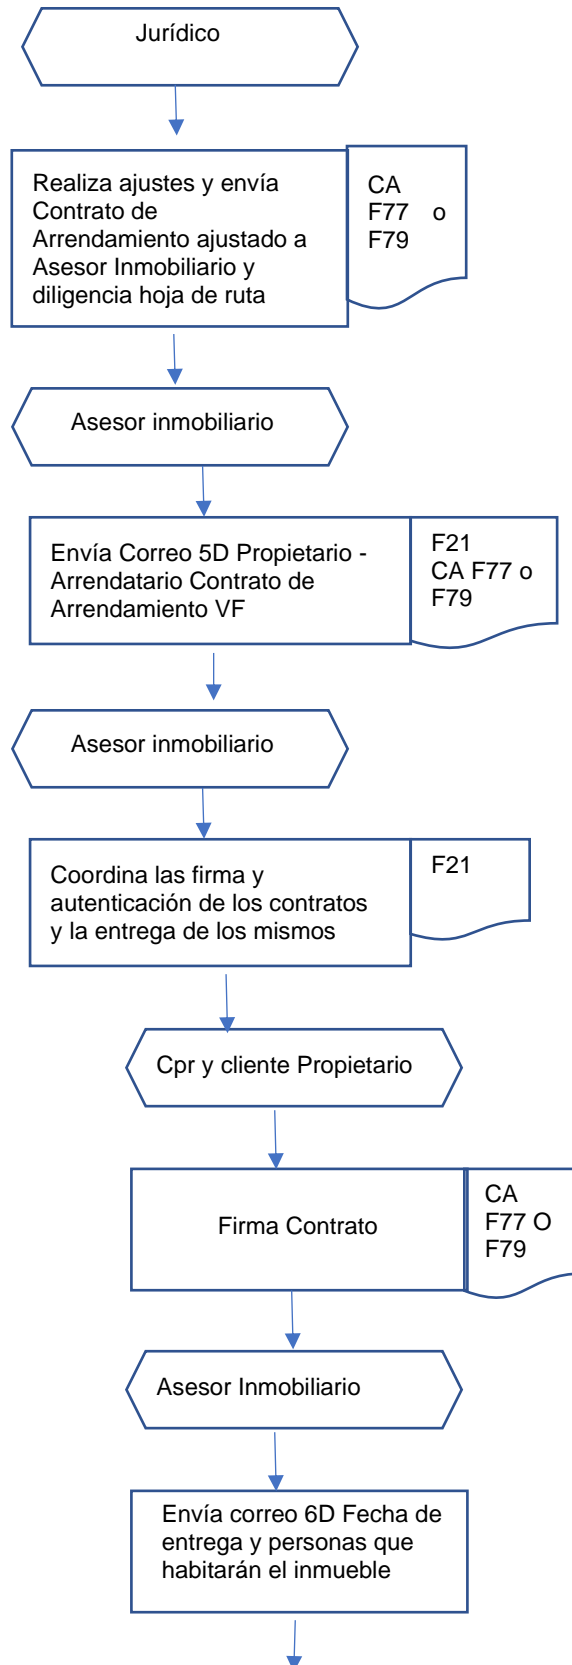 Jurídico
Realiza ajustes y envía
Contrato de
Arrendamiento ajustado a
Asesor Inmobiliario y
diligencia hoja de ruta
CA
F77 o
F79
Asesor inmobiliario
Envía Correo 5D Propietario -
Arrendatario Contrato de
Arrendamiento VF
F21
CA F77 o
F79
Asesor inmobiliario
Coordina las firma y
autenticación de los contratos
y la entrega de los mismos
F21
Cpr y cliente Propietario
Firma Contrato
CA
F77 O
F79
Asesor Inmobiliario
Envía correo 6D Fecha de
entrega y personas que
habitarán el inmueble